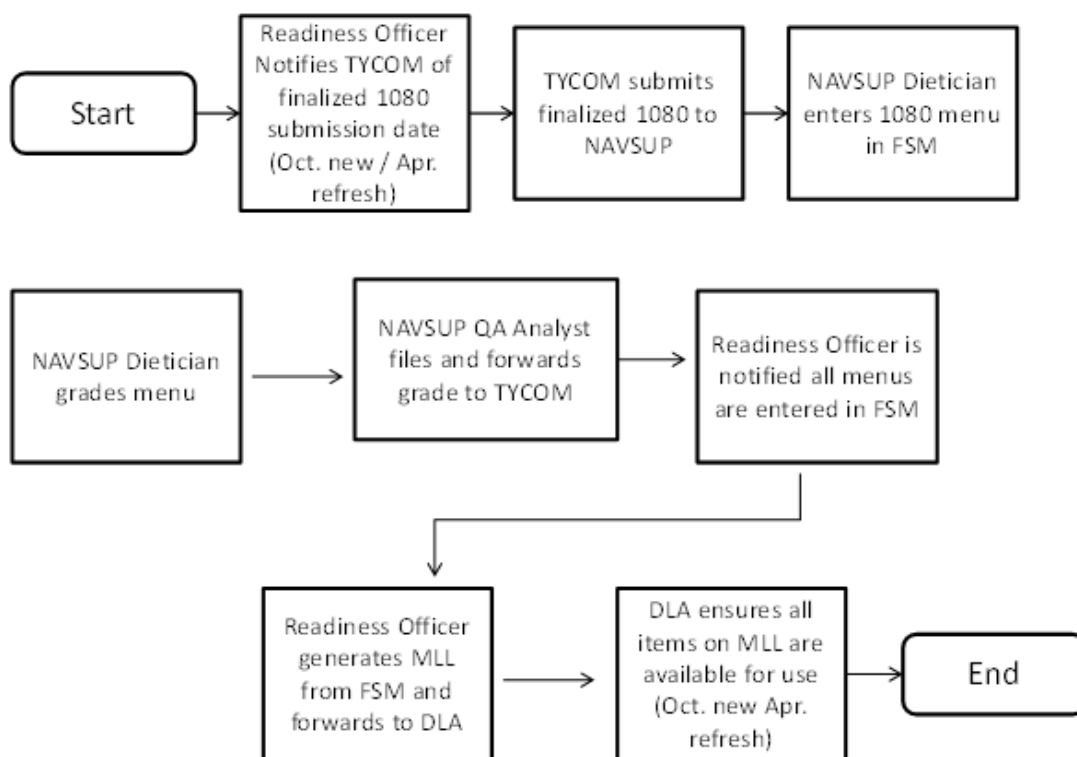 Start
Readiness Officer
Notifies TYCOM of
finalized 1080
submission date
(Oct. new / Apr.
refresh)
TYCOM submits
finalized 1080 to
NAVSUP
NAVSUP Dietician
enters 1080 menu
in FSM
NAVSUP Dietician
grades menu
NAVSUP QA Analyst
files and forwards
grade to TYCOM
Readiness Officer is
notified all menus
are entered in FSM
Readiness Officer
generates MLL
from FSM and
forwards to DLA
DLA ensures all
items on MLL are
available for use
(Oct. new Apr.
refresh)
End